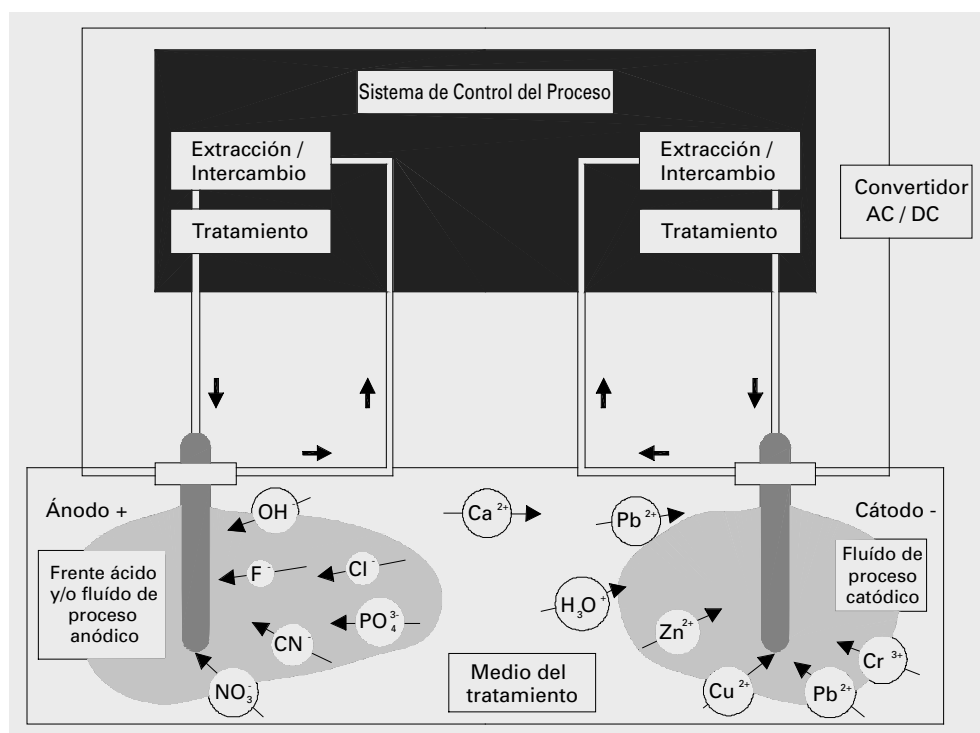 Sistema de Control del Proceso
Extracción /
Intercambio
Tratamiento
Extracción /
Intercambio
Tratamiento
Convertidor
AC / DC
Ánodo +
Cátodo -
OH⁻
Ca²⁺
Pb²⁺
Frente ácido
y/o fluído de
proceso
anódico
F⁻
Cl⁻
PO₄³⁻
CN⁻
NO₃⁻
H₃O⁺
Zn²⁺
Cu²⁺
Pb²⁺
Cr³⁺
Fluído de
proceso
catódico
Medio del
tratamiento